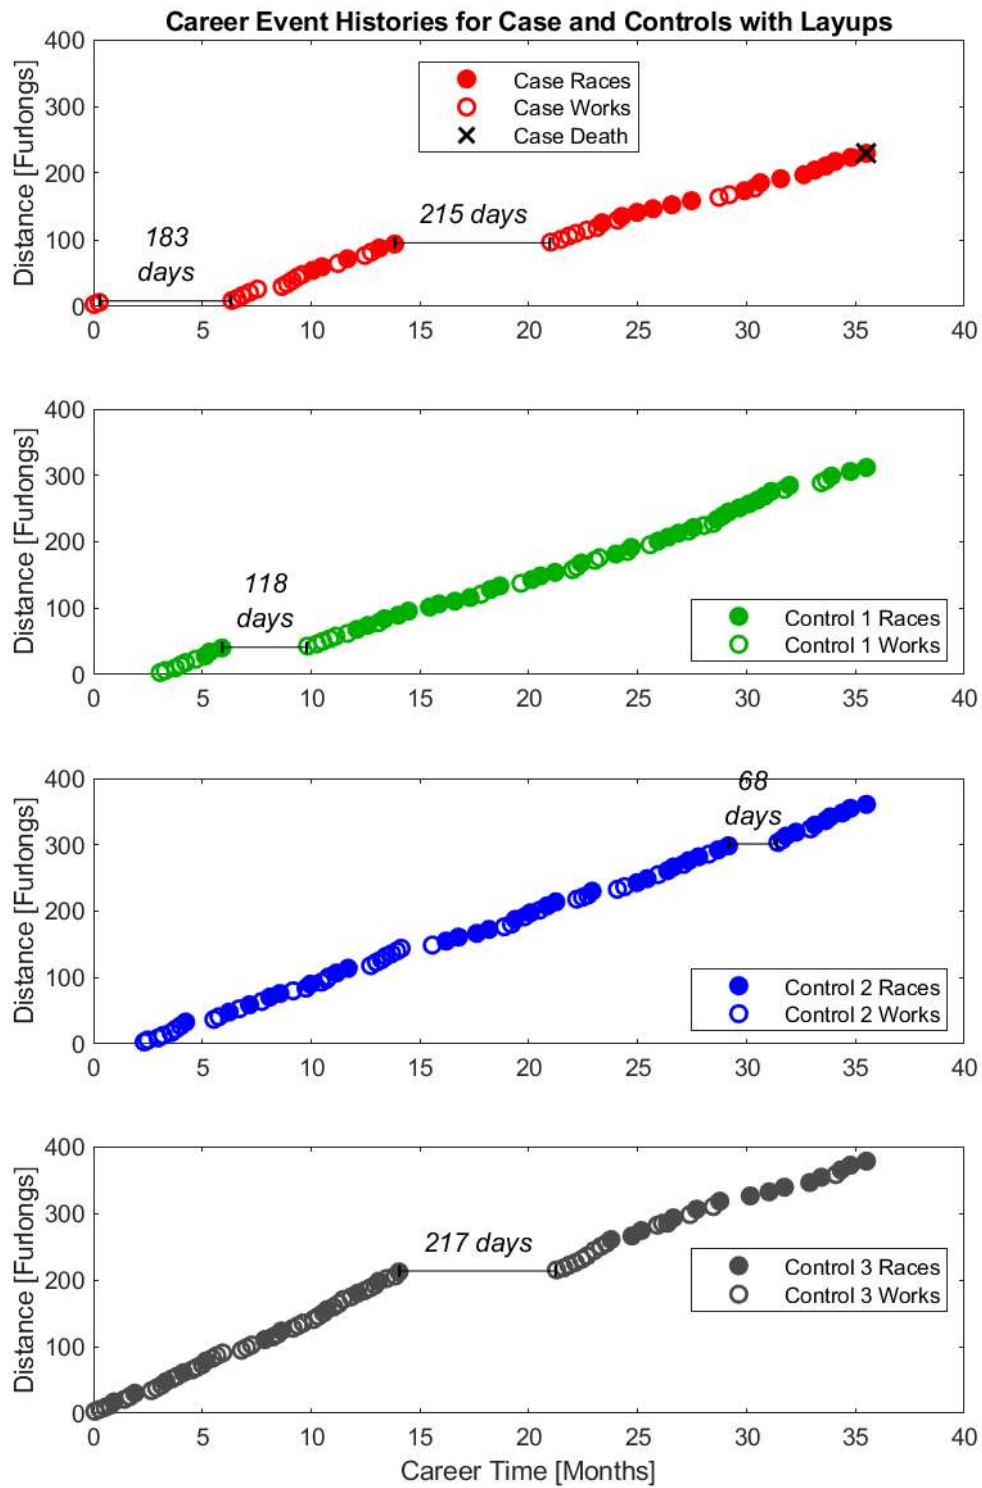 Career Event Histories for Case and Controls with Layups
400
300
200
100
0
Distance [Furlongs]
Case Races
Case Works
Case Death
183
days
215 days
0 5 10 15 20 25 30 35 40
400
300
200
100
0
Distance [Furlongs]
118
days
Control 1 Races
Control 1 Works
0 5 10 15 20 25 30 35 40
400
300
200
100
0
Distance [Furlongs]
68
days
Control 2 Races
Control 2 Works
0 5 10 15 20 25 30 35 40
400
300
200
100
0
Distance [Furlongs]
217 days
Control 3 Races
Control 3 Works
0 5 10 15 20 25 30 35 40
Career Time [Months]